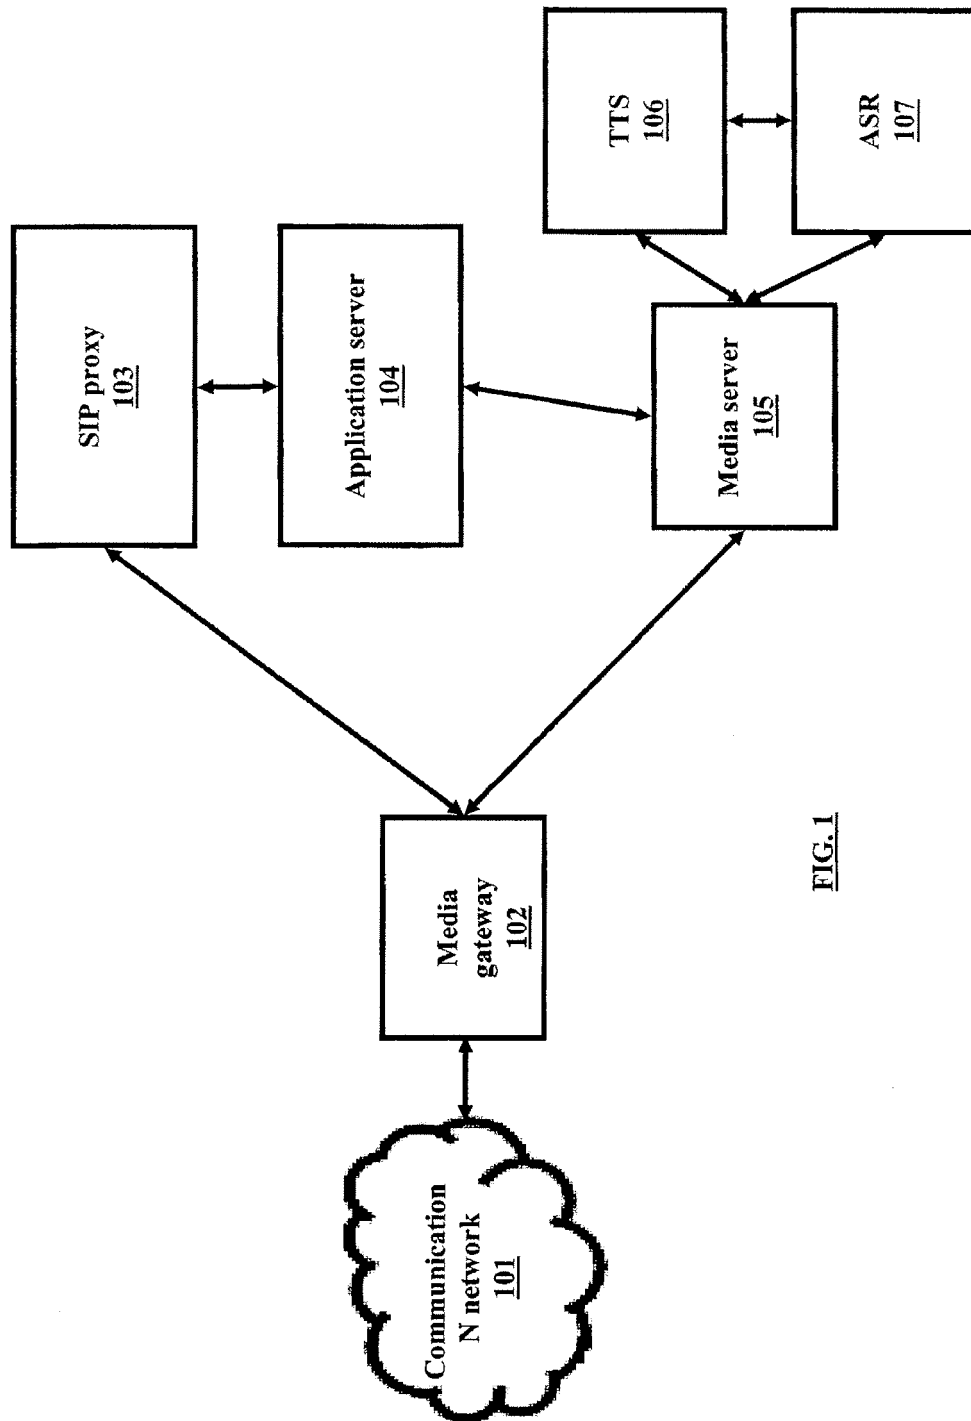 Communication
N network
101
Media
gateway
102
SIP proxy
103
Application server
104
Media server
105
TTS
106
ASR
107
FIG. 1